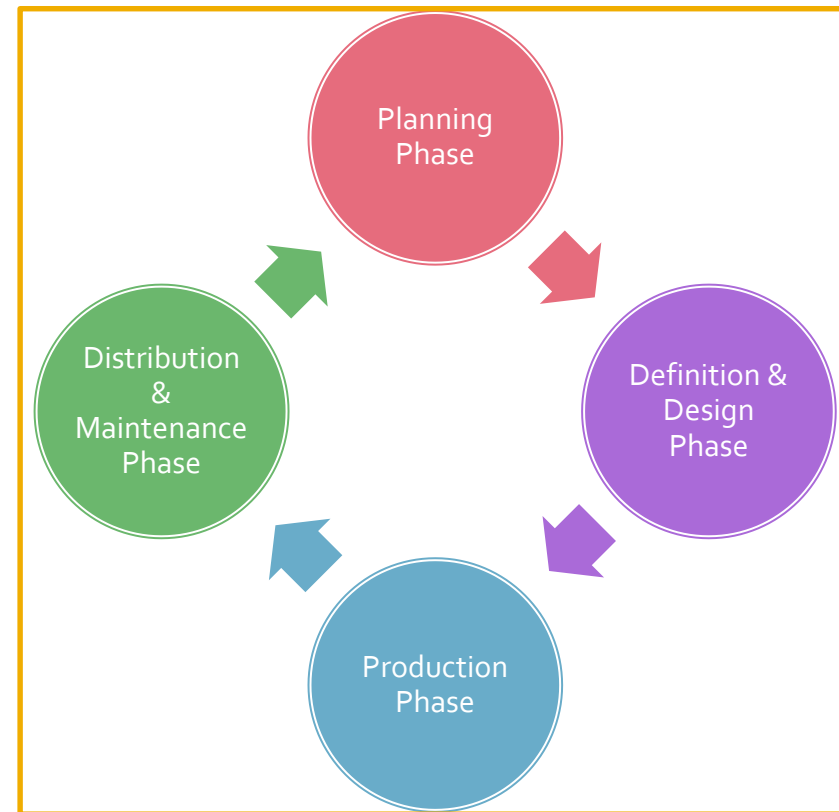 Planning
Phase
Definition &
Design
Phase
Production
Phase
Distribution
&
Maintenance
Phase